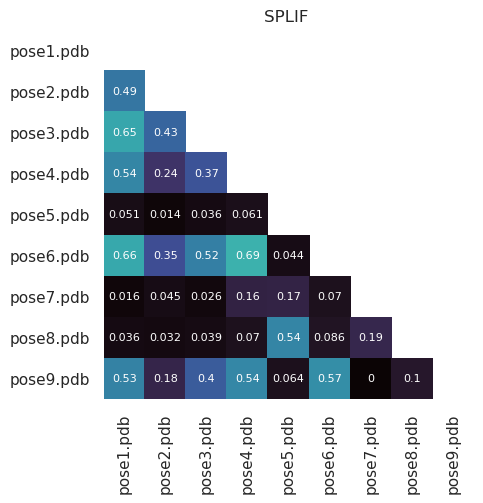 SPLIF
pose1.pdb
pose2.pdb 0.49
pose3.pdb 0.65 0.43
pose4.pdb 0.54 0.24 0.37
pose5.pdb 0.051 0.014 0.036 0.061
pose6.pdb 0.66 0.35 0.52 0.69 0.044
pose7.pdb 0.016 0.045 0.026 0.16 0.17 0.07
pose8.pdb 0.036 0.032 0.039 0.07 0.54 0.086 0.19
pose9.pdb 0.53 0.18 0.4 0.54 0.064 0.57 0 0.1
pose1.pdb pose2.pdb pose3.pdb pose4.pdb pose5.pdb pose6.pdb pose7.pdb pose8.pdb pose9.pdb